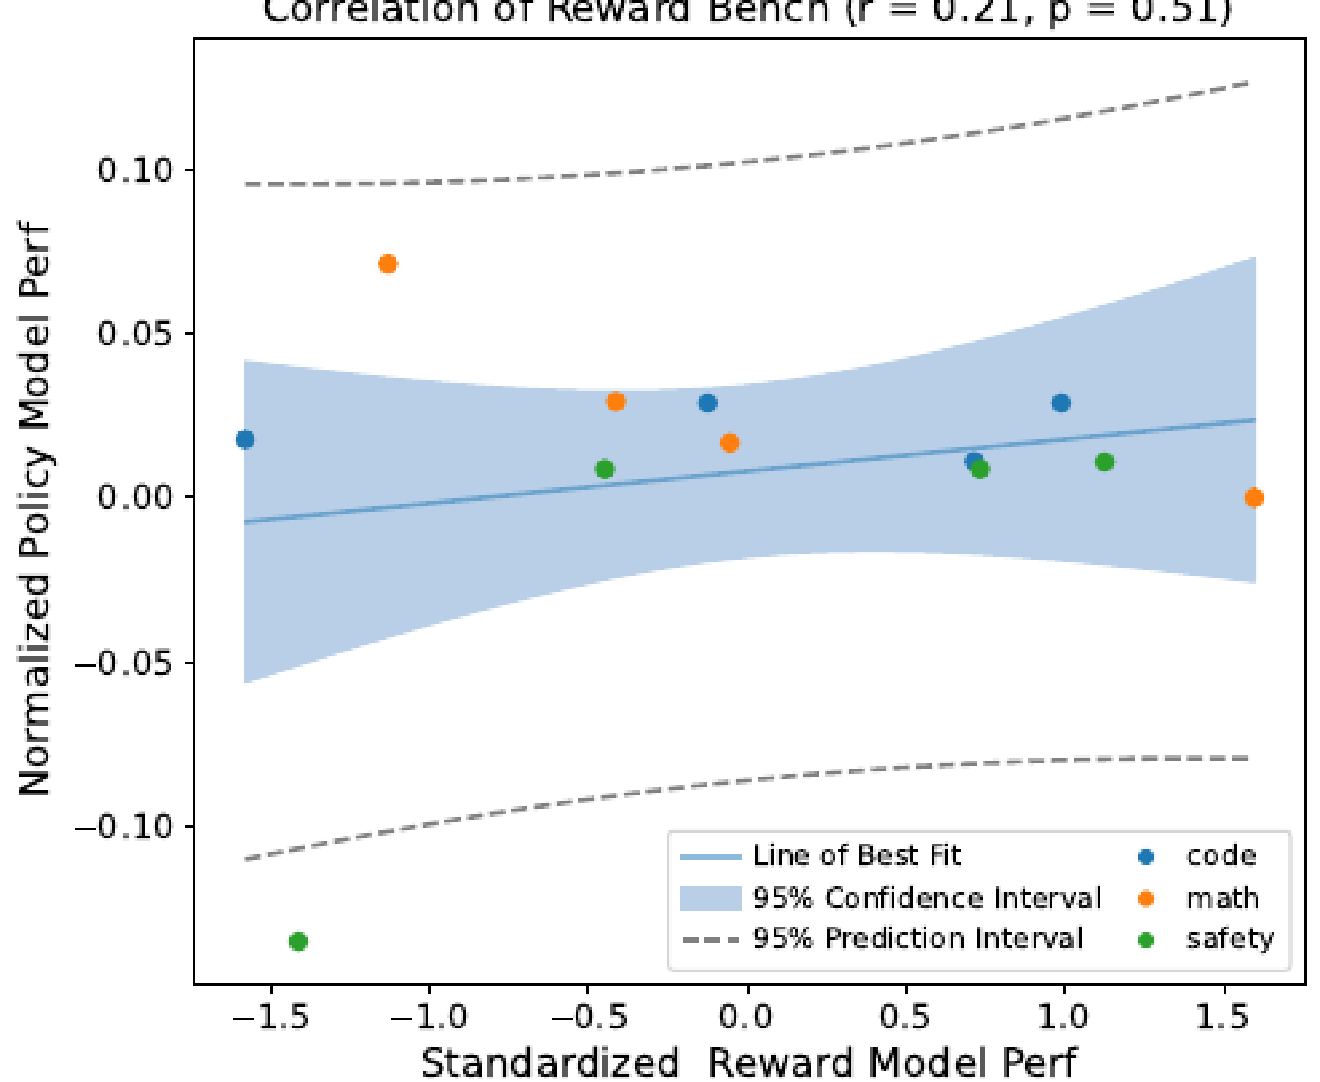 Correlation of Reward Bench (r = 0.21, p = 0.51)
Normalized Policy Model Perf
0.10
0.05
0.00
−0.05
−0.10
Line of Best Fit
95% Confidence Interval
95% Prediction Interval
code
math
safety
−1.5 −1.0 −0.5 0.0 0.5 1.0 1.5
Standardized Reward Model Perf